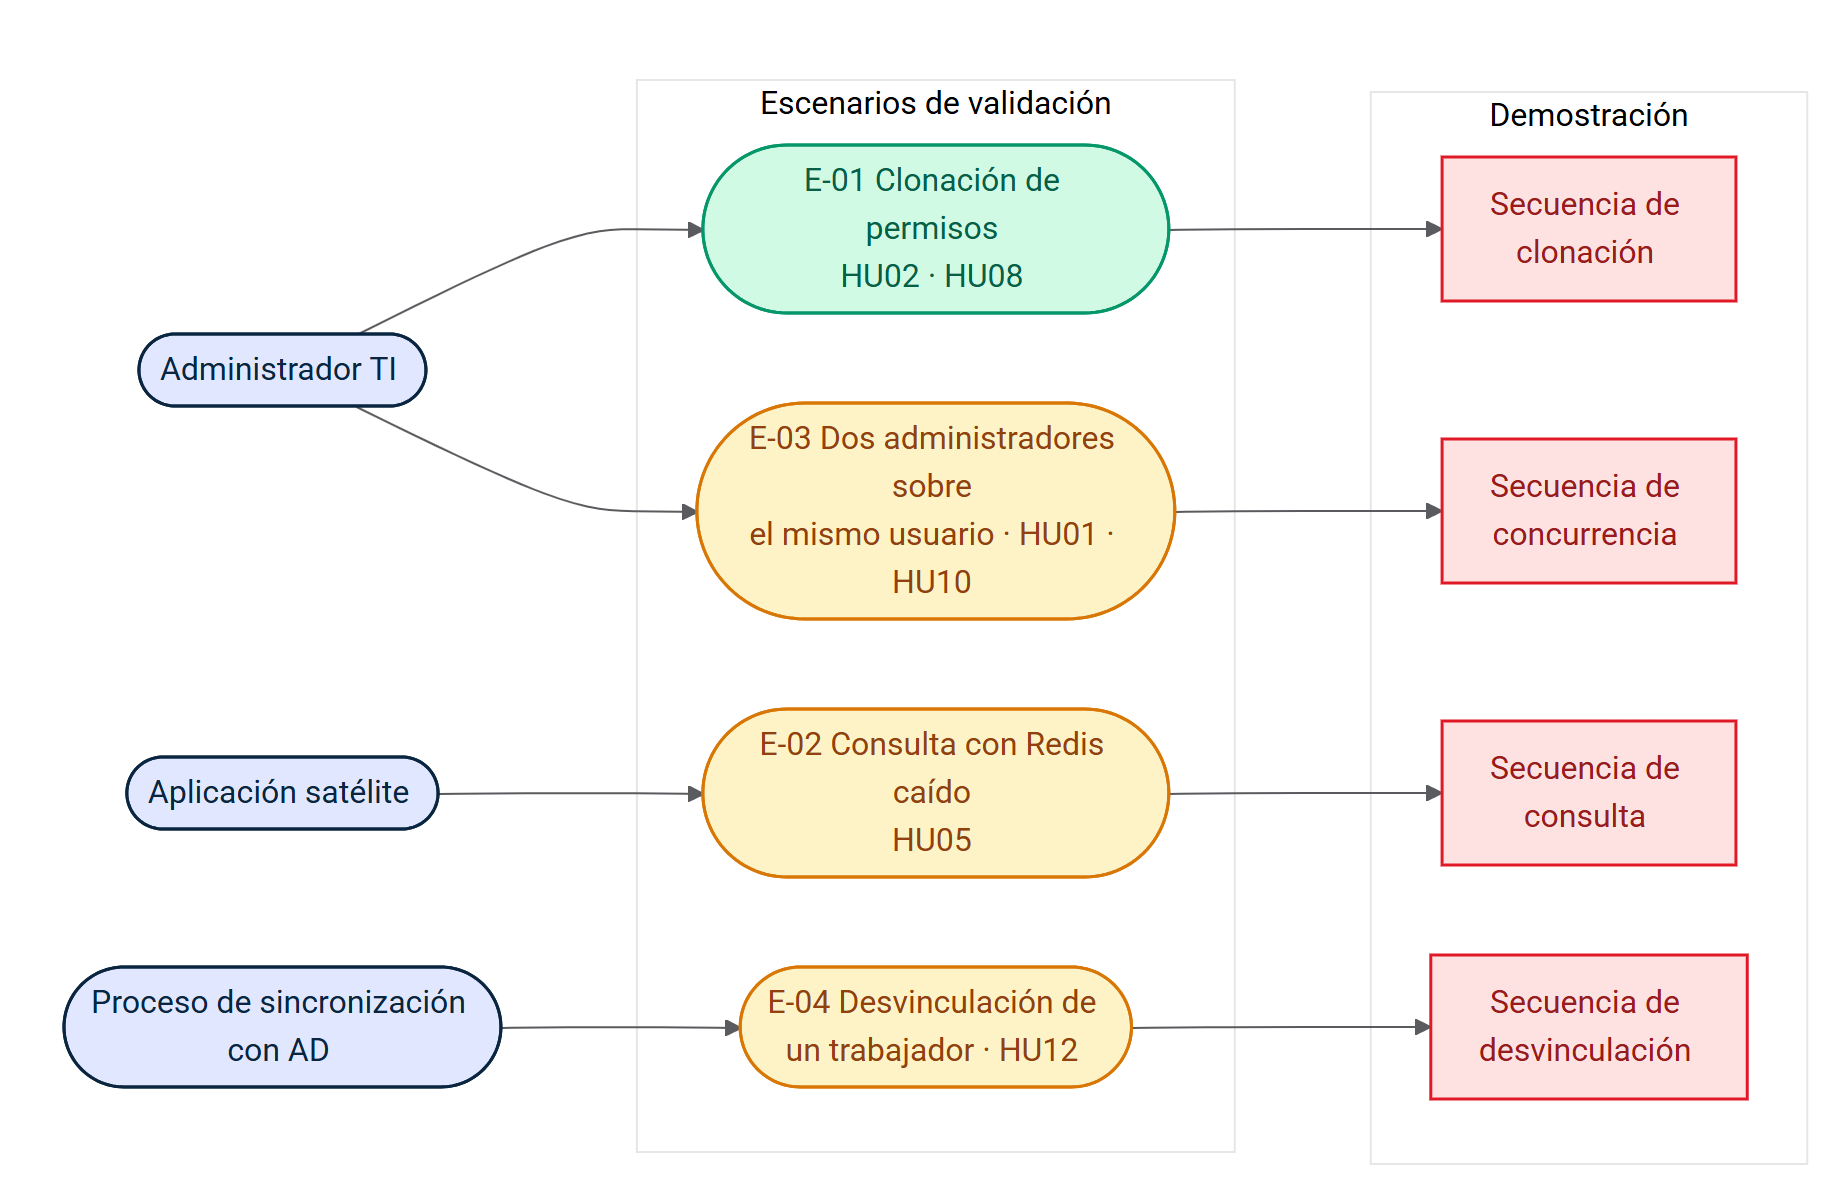 Escenarios de validación
Demostración
E-01 Clonación de
permisos
HU02 · HU08
Secuencia de
clonación
Administrador TI
E-03 Dos administradores
sobre
el mismo usuario · HU01 ·
HU10
Secuencia de
concurrencia
Aplicación satélite
E-02 Consulta con Redis
caído
HU05
Secuencia de
consulta
Proceso de sincronización
con AD
E-04 Desvinculación de
un trabajador · HU12
Secuencia de
desvinculación